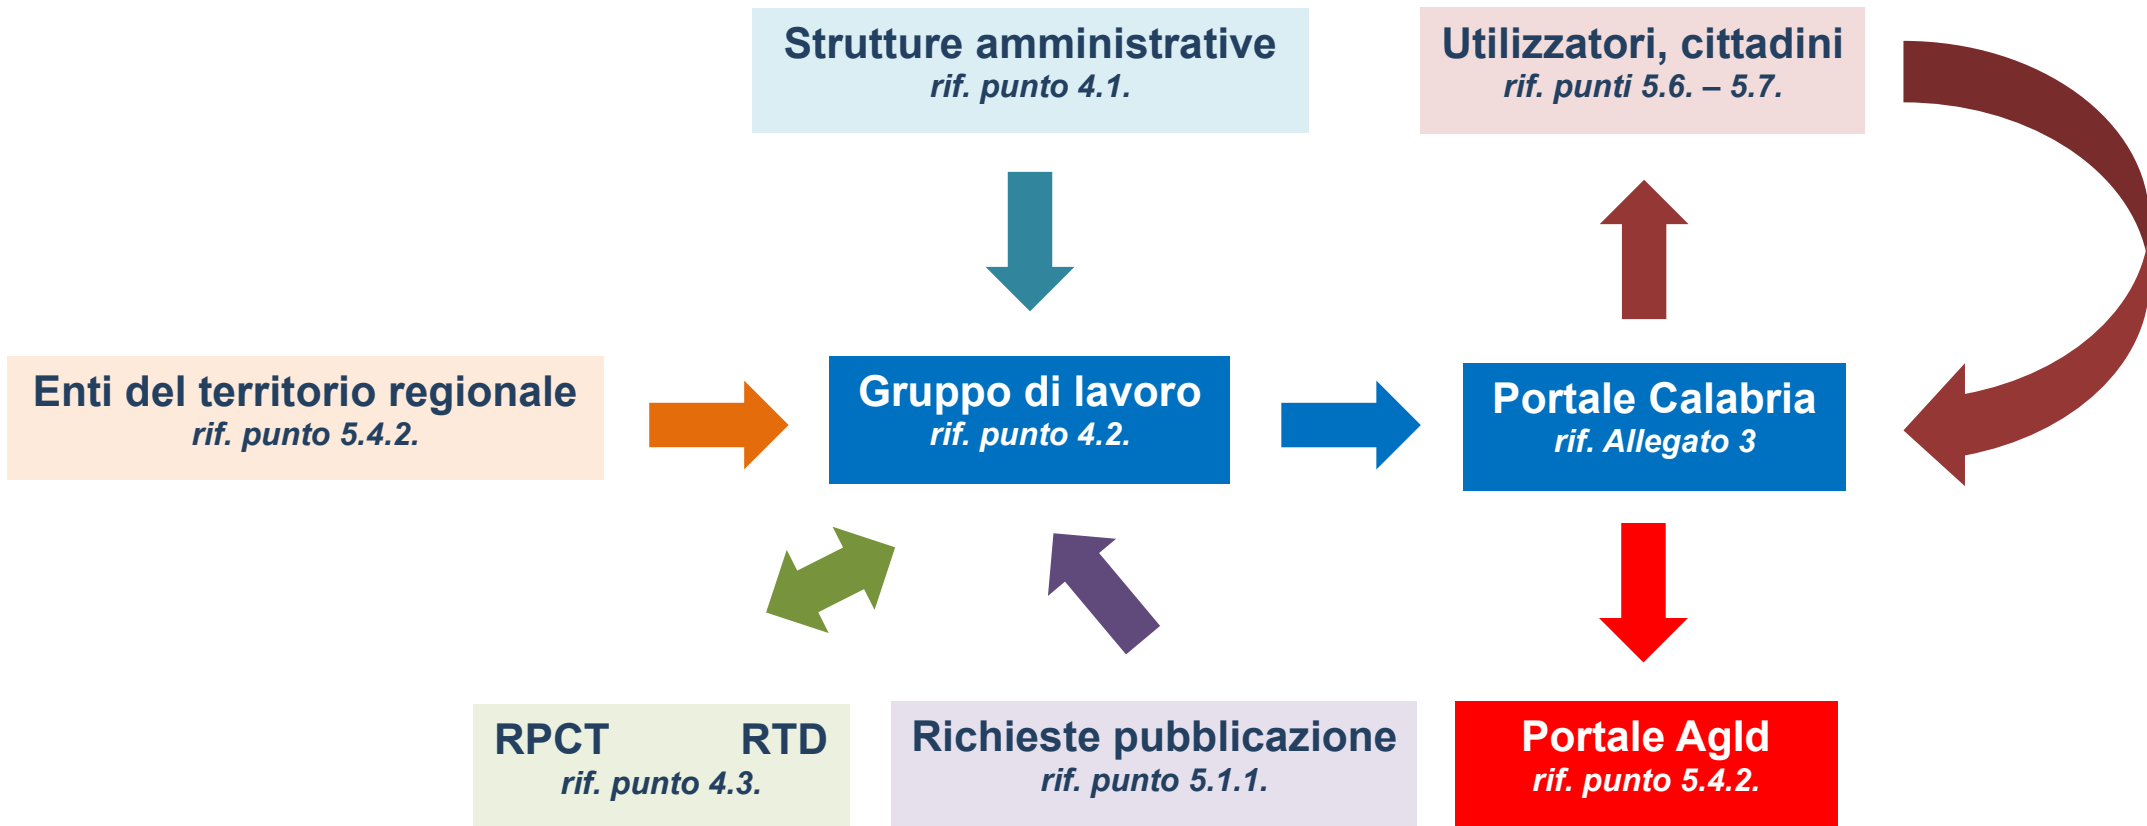 Strutture amministrative
rif. punto 4.1.
Utilizzatori, cittadini
rif. punti 5.6. – 5.7.
Enti del territorio regionale
rif. punto 5.4.2.
Gruppo di lavoro
rif. punto 4.2.
Portale Calabria
rif. Allegato 3
RPCT RTD
rif. punto 4.3.
Richieste pubblicazione
rif. punto 5.1.1.
Portale AgId
rif. punto 5.4.2.